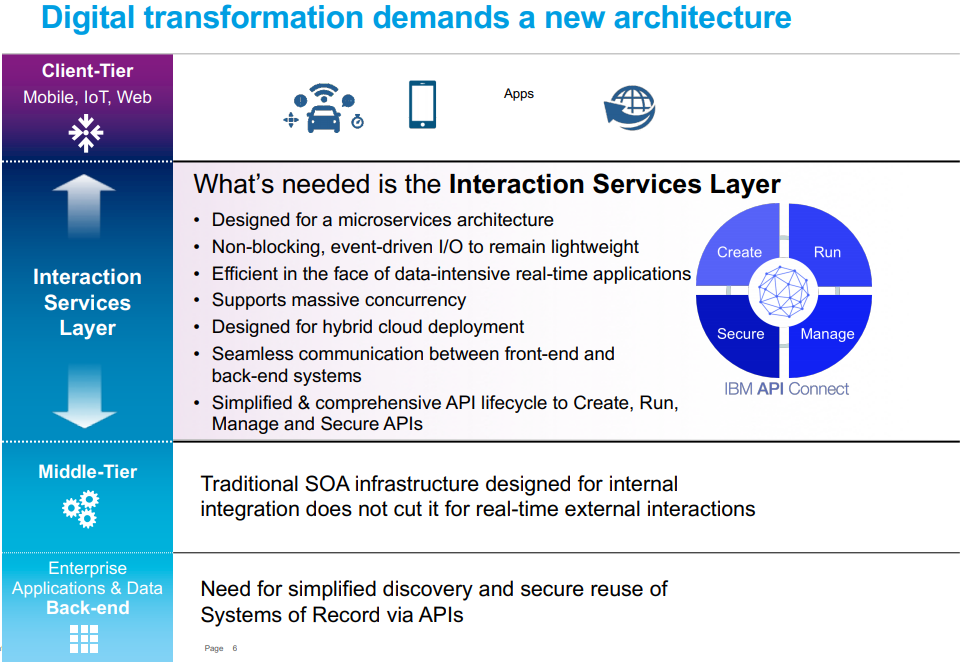 Digital transformation demands a new architecture
Client-Tier
Mobile, IoT, Web
Apps
Interaction
Services
Layer
What’s needed is the Interaction Services Layer
• Designed for a microservices architecture
• Non-blocking, event-driven I/O to remain lightweight
• Efficient in the face of data-intensive real-time applications
• Supports massive concurrency
• Designed for hybrid cloud deployment
• Seamless communication between front-end and
back-end systems
• Simplified & comprehensive API lifecycle to Create, Run,
Manage and Secure APIs
Create
Run
Secure
Manage
IBM API Connect
Middle-Tier
Traditional SOA infrastructure designed for internal
integration does not cut it for real-time external interactions
Enterprise
Applications & Data
Back-end
Need for simplified discovery and secure reuse of
Systems of Record via APIs
Page 6